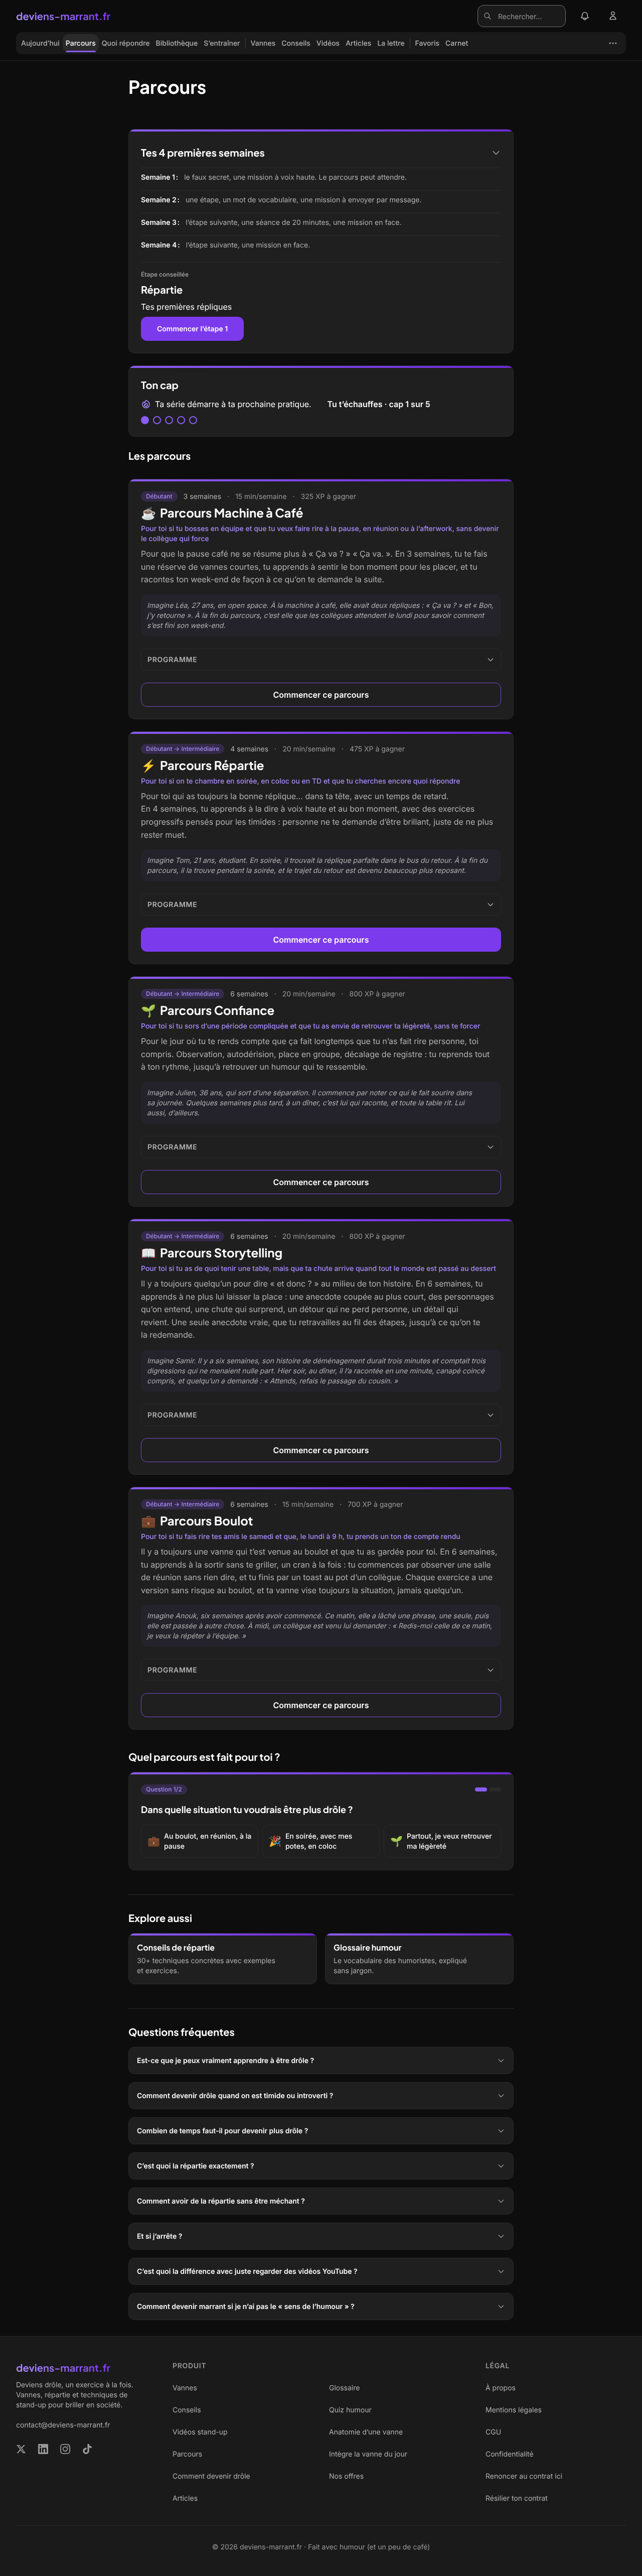 deviens-marrant.fr
Rechercher...
Aujourd'hui Parcours Quoi répondre Bibliothèque S'entraîner Vannes Conseils Vidéos Articles La lettre Favoris Carnet
Parcours
Tes 4 premières semaines
Semaine 1 : le faux secret, une mission à voix haute. Le parcours peut attendre.
Semaine 2 : une étape, un mot de vocabulaire, une mission à envoyer par message.
Semaine 3 : l'étape suivante, une séance de 20 minutes, une mission en face.
Semaine 4 : l'étape suivante, une mission en face.
Étape conseillée
Répartie
Tes premières répliques
Commencer l'étape 1
Ton cap
Ta série démarre à ta prochaine pratique. Tu t'échauffes · cap 1 sur 5
Les parcours
Débutant 3 semaines · 15 min/semaine · 325 XP à gagner
☕ Parcours Machine à Café
Pour toi si tu bosses en équipe et que tu veux faire rire à la pause, en réunion ou à l'afterwork, sans devenir
le collègue qui force
Pour que la pause café ne se résume plus à « Ça va ? » « Ça va. ». En 3 semaines, tu te fais
une réserve de vannes courtes, tu apprends à sentir le bon moment pour les placer, et tu
racontes ton week-end de façon à ce qu'on te demande la suite.
Imagine Léa, 27 ans, en open space. À la machine à café, elle avait deux répliques : « Ça va ? » et « Bon,
j'y retourne ». À la fin du parcours, c'est elle que les collègues attendent le lundi pour savoir comment
s'est fini son week-end.
PROGRAMME
Commencer ce parcours
Débutant → Intermédiaire 4 semaines · 20 min/semaine · 475 XP à gagner
⚡ Parcours Répartie
Pour toi si on te chambre en soirée, en coloc ou en TD et que tu cherches encore quoi répondre
Pour toi qui as toujours la bonne réplique… dans ta tête, avec un temps de retard.
En 4 semaines, tu apprends à la dire à voix haute et au bon moment, avec des exercices
progressifs pensés pour les timides : personne ne te demande d'être brillant, juste de ne plus
rester muet.
Imagine Tom, 21 ans, étudiant. En soirée, il trouvait la réplique parfaite dans le bus du retour. À la fin du
parcours, il la trouve pendant la soirée, et le trajet du retour est devenu beaucoup plus reposant.
PROGRAMME
Commencer ce parcours
Débutant → Intermédiaire 6 semaines · 20 min/semaine · 800 XP à gagner
🌱 Parcours Confiance
Pour toi si tu sors d'une période compliquée et que tu as envie de retrouver ta légèreté, sans te forcer
Pour le jour où tu te rends compte que ça fait longtemps que tu n'as fait rire personne, toi
compris. Observation, autodérision, place en groupe, décalage de registre : tu reprends tout
à ton rythme, jusqu'à retrouver un humour qui te ressemble.
Imagine Julien, 36 ans, qui sort d'une séparation. Il commence par noter ce qui le fait sourire dans
sa journée. Quelques semaines plus tard, à un dîner, c'est lui qui raconte, et toute la table rit. Lui
aussi, d'ailleurs.
PROGRAMME
Commencer ce parcours
Débutant → Intermédiaire 6 semaines · 20 min/semaine · 800 XP à gagner
📖 Parcours Storytelling
Pour toi si tu as de quoi tenir une table, mais que ta chute arrive quand tout le monde est passé au dessert
Il y a toujours quelqu'un pour dire « et donc ? » au milieu de ton histoire. En 6 semaines, tu
apprends à ne plus lui laisser la place : une anecdote coupée au plus court, des personnages
qu'on entend, une chute qui surprend, un détour qui ne perd personne, un détail qui
revient. Une seule anecdote vraie, que tu retravailles au fil des étapes, jusqu'à ce qu'on te
la redemande.
Imagine Samir. Il y a six semaines, son histoire de déménagement durait trois minutes et comptait trois
digressions qui ne menaient nulle part. Hier soir, au dîner, il l'a racontée en une minute, canapé coincé
compris, et quelqu'un a demandé : « Attends, refais le passage du cousin. »
PROGRAMME
Commencer ce parcours
Débutant → Intermédiaire 6 semaines · 15 min/semaine · 700 XP à gagner
💼 Parcours Boulot
Pour toi si tu fais rire tes amis le samedi et que, le lundi à 9 h, tu prends un ton de compte rendu
Il y a toujours une vanne qui t'est venue au boulot et que tu as gardée pour toi. En 6 semaines,
tu apprends à la sortir sans te griller, un cran à la fois : tu commences par observer une salle
de réunion sans rien dire, et tu finis par un toast au pot d'un collègue. Chaque exercice a une
version sans risque au boulot, et ta vanne vise toujours la situation, jamais quelqu'un.
Imagine Anouk, six semaines après avoir commencé. Ce matin, elle a lâché une phrase, une seule, puis
elle est passée à autre chose. À midi, un collègue est venu lui demander : « Redis-moi celle de ce matin,
je veux la répéter à l'équipe. »
PROGRAMME
Commencer ce parcours
Quel parcours est fait pour toi ?
Question 1/2
Dans quelle situation tu voudrais être plus drôle ?
💼 Au boulot, en réunion, à la pause
🎉 En soirée, avec mes potes, en coloc
🌱 Partout, je veux retrouver ma légèreté
Explore aussi
Conseils de répartie
30+ techniques concrètes avec exemples
et exercices.
Glossaire humour
Le vocabulaire des humoristes, expliqué
sans jargon.
Questions fréquentes
Est-ce que je peux vraiment apprendre à être drôle ?
Comment devenir drôle quand on est timide ou introverti ?
Combien de temps faut-il pour devenir plus drôle ?
C'est quoi la répartie exactement ?
Comment avoir de la répartie sans être méchant ?
Et si j'arrête ?
C'est quoi la différence avec juste regarder des vidéos YouTube ?
Comment devenir marrant si je n'ai pas le « sens de l'humour » ?
deviens-marrant.fr
Deviens drôle, un exercice à la fois.
Vannes, répartie et techniques de
stand-up pour briller en société.
contact@deviens-marrant.fr
PRODUIT
Vannes
Conseils
Vidéos stand-up
Parcours
Comment devenir drôle
Articles
Glossaire
Quiz humour
Anatomie d'une vanne
Intègre la vanne du jour
Nos offres
LÉGAL
À propos
Mentions légales
CGU
Confidentialité
Renoncer au contrat ici
Résilier ton contrat
© 2026 deviens-marrant.fr · Fait avec humour (et un peu de café)